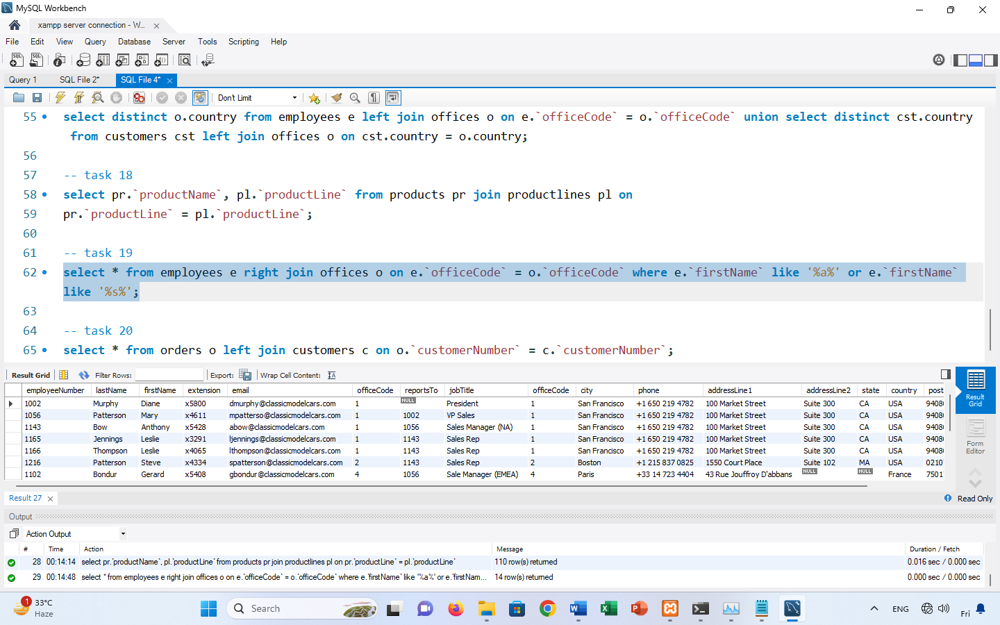 MySQL Workbench
xampp server connection - W...
File Edit View Query Database Server Tools Scripting Help
Query 1 SQL File 2* SQL File 4*
Don't Limit
55 select distinct o.country from employees e left join offices o on e.`officeCode` = o.`officeCode` union select distinct cst.country
from customers cst left join offices o on cst.country = o.country;
56
57 -- task 18
58 select pr.`productName`, pl.`productLine` from products pr join productlines pl on
59 pr.`productLine` = pl.`productLine`;
60
61 -- task 19
62 select * from employees e right join offices o on e.`officeCode` = o.`officeCode` where e.`firstName` like '%a%' or e.`firstName`
like '%s%';
63
64 -- task 20
65 select * from orders o left join customers c on o.`customerNumber` = c.`customerNumber`;
Result Grid Filter Rows: Export: Wrap Cell Content:
employeeNumber lastName firstName extension email officeCode reportsTo jobTitle officeCode city phone addressLine1 addressLine2 state country post
1002 Murphy Diane x5800 dmurphy@classicmodelcars.com 1 NULL President 1 San Francisco +1 650 219 4782 100 Market Street Suite 300 CA USA 9408
1056 Patterson Mary x4611 mpatterso@classicmodelcars.com 1 1002 VP Sales 1 San Francisco +1 650 219 4782 100 Market Street Suite 300 CA USA 9408
1143 Bow Anthony x5428 abow@classicmodelcars.com 1 1056 Sales Manager (NA) 1 San Francisco +1 650 219 4782 100 Market Street Suite 300 CA USA 9408
1165 Jennings Leslie x3291 ljennings@classicmodelcars.com 1 1143 Sales Rep 1 San Francisco +1 650 219 4782 100 Market Street Suite 300 CA USA 9408
1166 Thompson Leslie x4065 lthompson@classicmodelcars.com 1 1143 Sales Rep 1 San Francisco +1 650 219 4782 100 Market Street Suite 300 CA USA 9408
1216 Patterson Steve x4334 spatterson@classicmodelcars.com 2 1143 Sales Rep 2 Boston +1 215 837 0825 1550 Court Place Suite 102 MA USA 0210
1102 Bondur Gerard x5408 gbondur@classicmodelcars.com 4 1056 Sale Manager (EMEA) 4 Paris +33 14 723 4404 43 Rue Jouffroy D'abbans NULL NULL France 7501
Result Grid
Form Editor
Result 27 Read Only
Output
Action Output
# Time Action Message Duration / Fetch
28 00:14:14 select pr.`productName`, pl.`productLine` from products pr join productlines pl on pr.`productLine` = pl.`productLine` 110 row(s) returned 0.016 sec / 0.000 sec
29 00:14:48 select * from employees e right join offices o on e.`officeCode` = o.`officeCode` where e.`firstName` like '%a%' or e.`firstNam... 14 row(s) returned 0.000 sec / 0.000 sec
1 33°C
Haze
Search
ENG
Fri